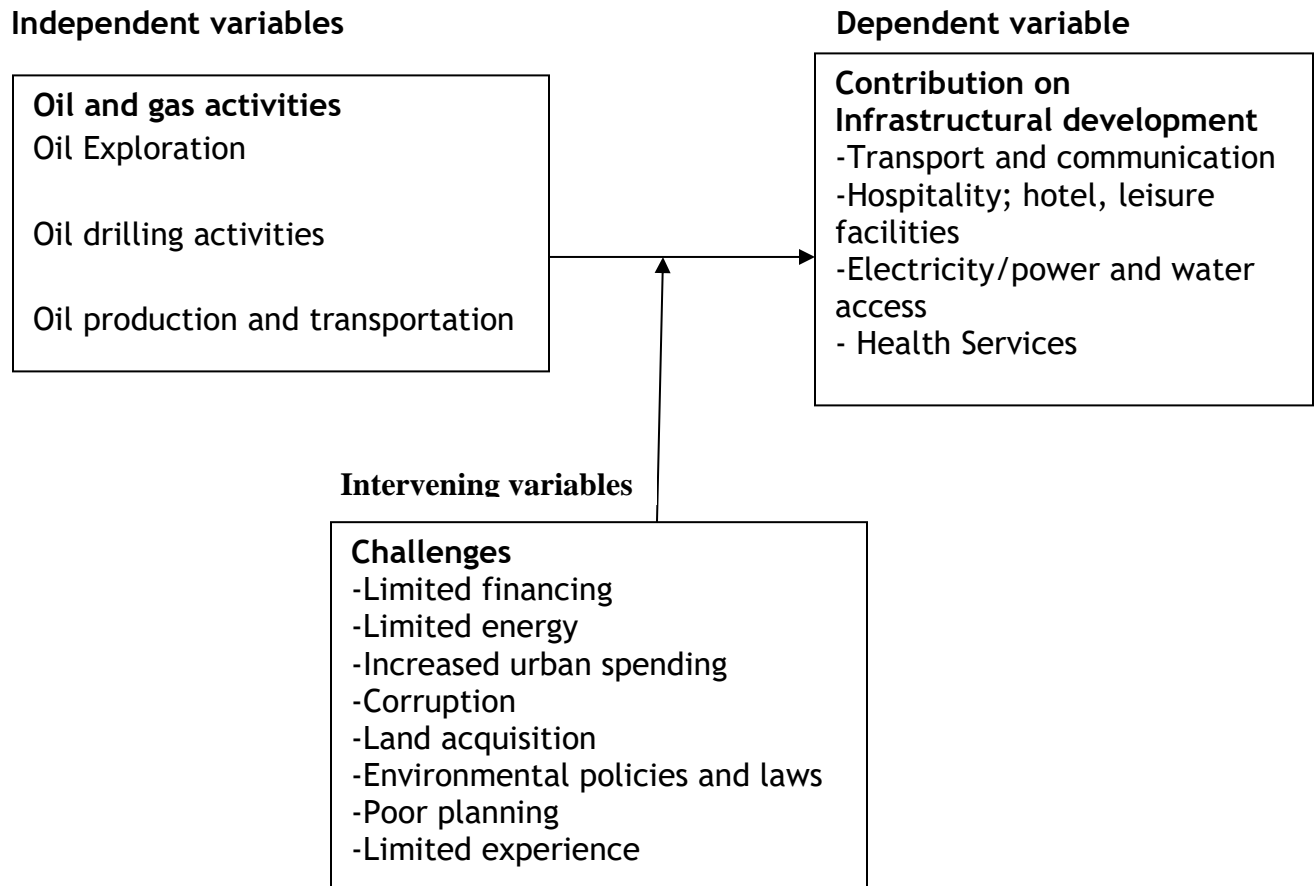 Independent variables
Dependent variable
Oil and gas activities
Oil Exploration
Oil drilling activities
Oil production and transportation
Contribution on
Infrastructural development
-Transport and communication
-Hospitality; hotel, leisure
facilities
-Electricity/power and water
access
- Health Services
Intervening variables
Challenges
-Limited financing
-Limited energy
-Increased urban spending
-Corruption
-Land acquisition
-Environmental policies and laws
-Poor planning
-Limited experience